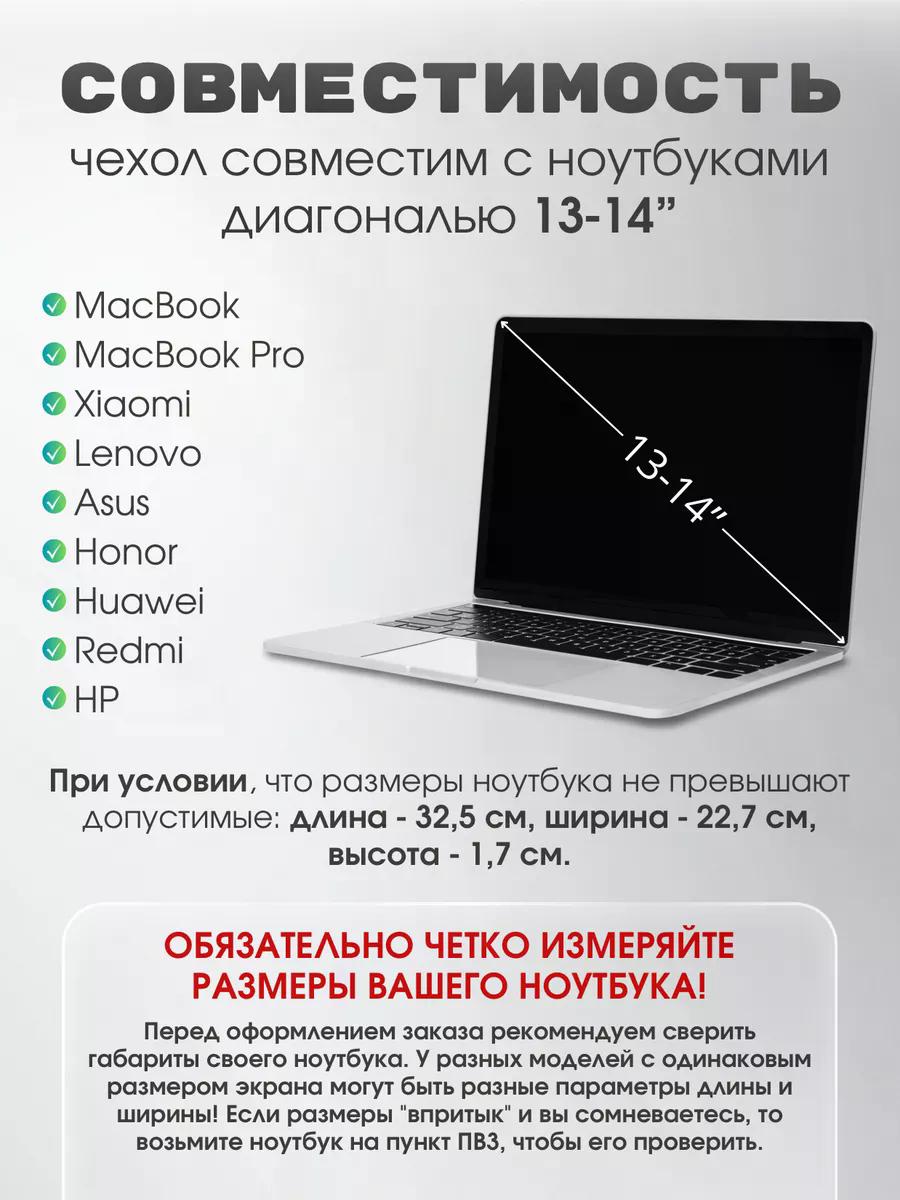 СОВМЕСТИМОСТЬ
чехол совместим с ноутбуками
диагональю 13-14”
MacBook
MacBook Pro
Xiaomi
Lenovo
Asus
Honor
Huawei
Redmi
HP
13-14”
При условии, что размеры ноутбука не превышают
допустимые: длина - 32,5 см, ширина - 22,7 см,
высота - 1,7 см.
ОБЯЗАТЕЛЬНО ЧЕТКО ИЗМЕРЯЙТЕ
РАЗМЕРЫ ВАШЕГО НОУТБУКА!
Перед оформлением заказа рекомендуем сверить
габариты своего ноутбука. У разных моделей с одинаковым
размером экрана могут быть разные параметры длины и
ширины! Если размеры "впритык" и вы сомневаетесь, то
возьмите ноутбук на пункт ПВЗ, чтобы его проверить.